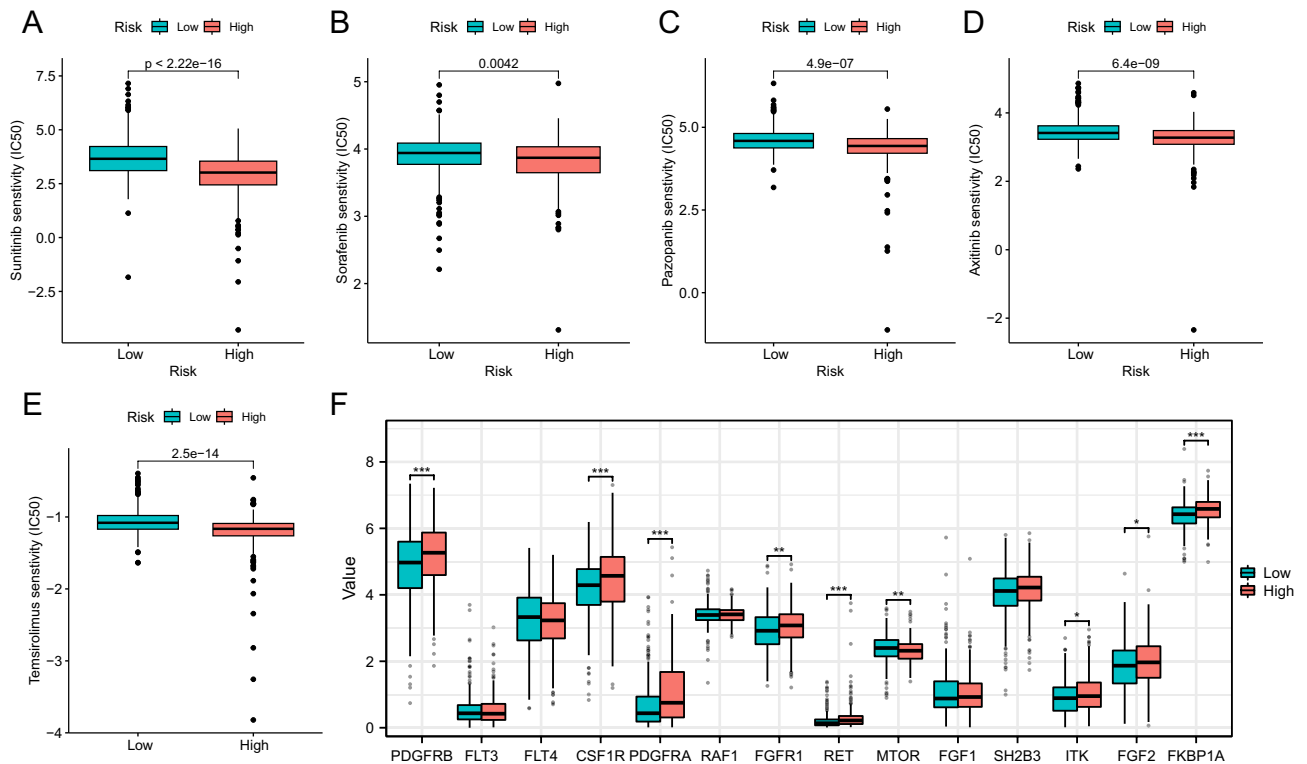 A
Risk Low High
p < 2.22e−16
Sunitinib senstivity (IC50)
7.5
5.0
2.5
0.0
−2.5
Low High
Risk
B
Risk Low High
0.0042
Sorafenib senstivity (IC50)
5
4
3
2
Low High
Risk
C
Risk Low High
4.9e−07
Pazopanib senstivity (IC50)
5.0
2.5
0.0
Low High
Risk
D
Risk Low High
6.4e−09
Axitinib senstivity (IC50)
4
2
0
−2
Low High
Risk
E
Risk Low High
2.5e−14
Temsirolimus senstivity (IC50)
−1
−2
−3
−4
Low High
Risk
F
Value
8
6
4
2
0
*** *** *** ** *** ** * * ***
PDGFRB FLT3 FLT4 CSF1R PDGFRA RAF1 FGFR1 RET MTOR FGF1 SH2B3 ITK FGF2 FKBP1A
Low
High